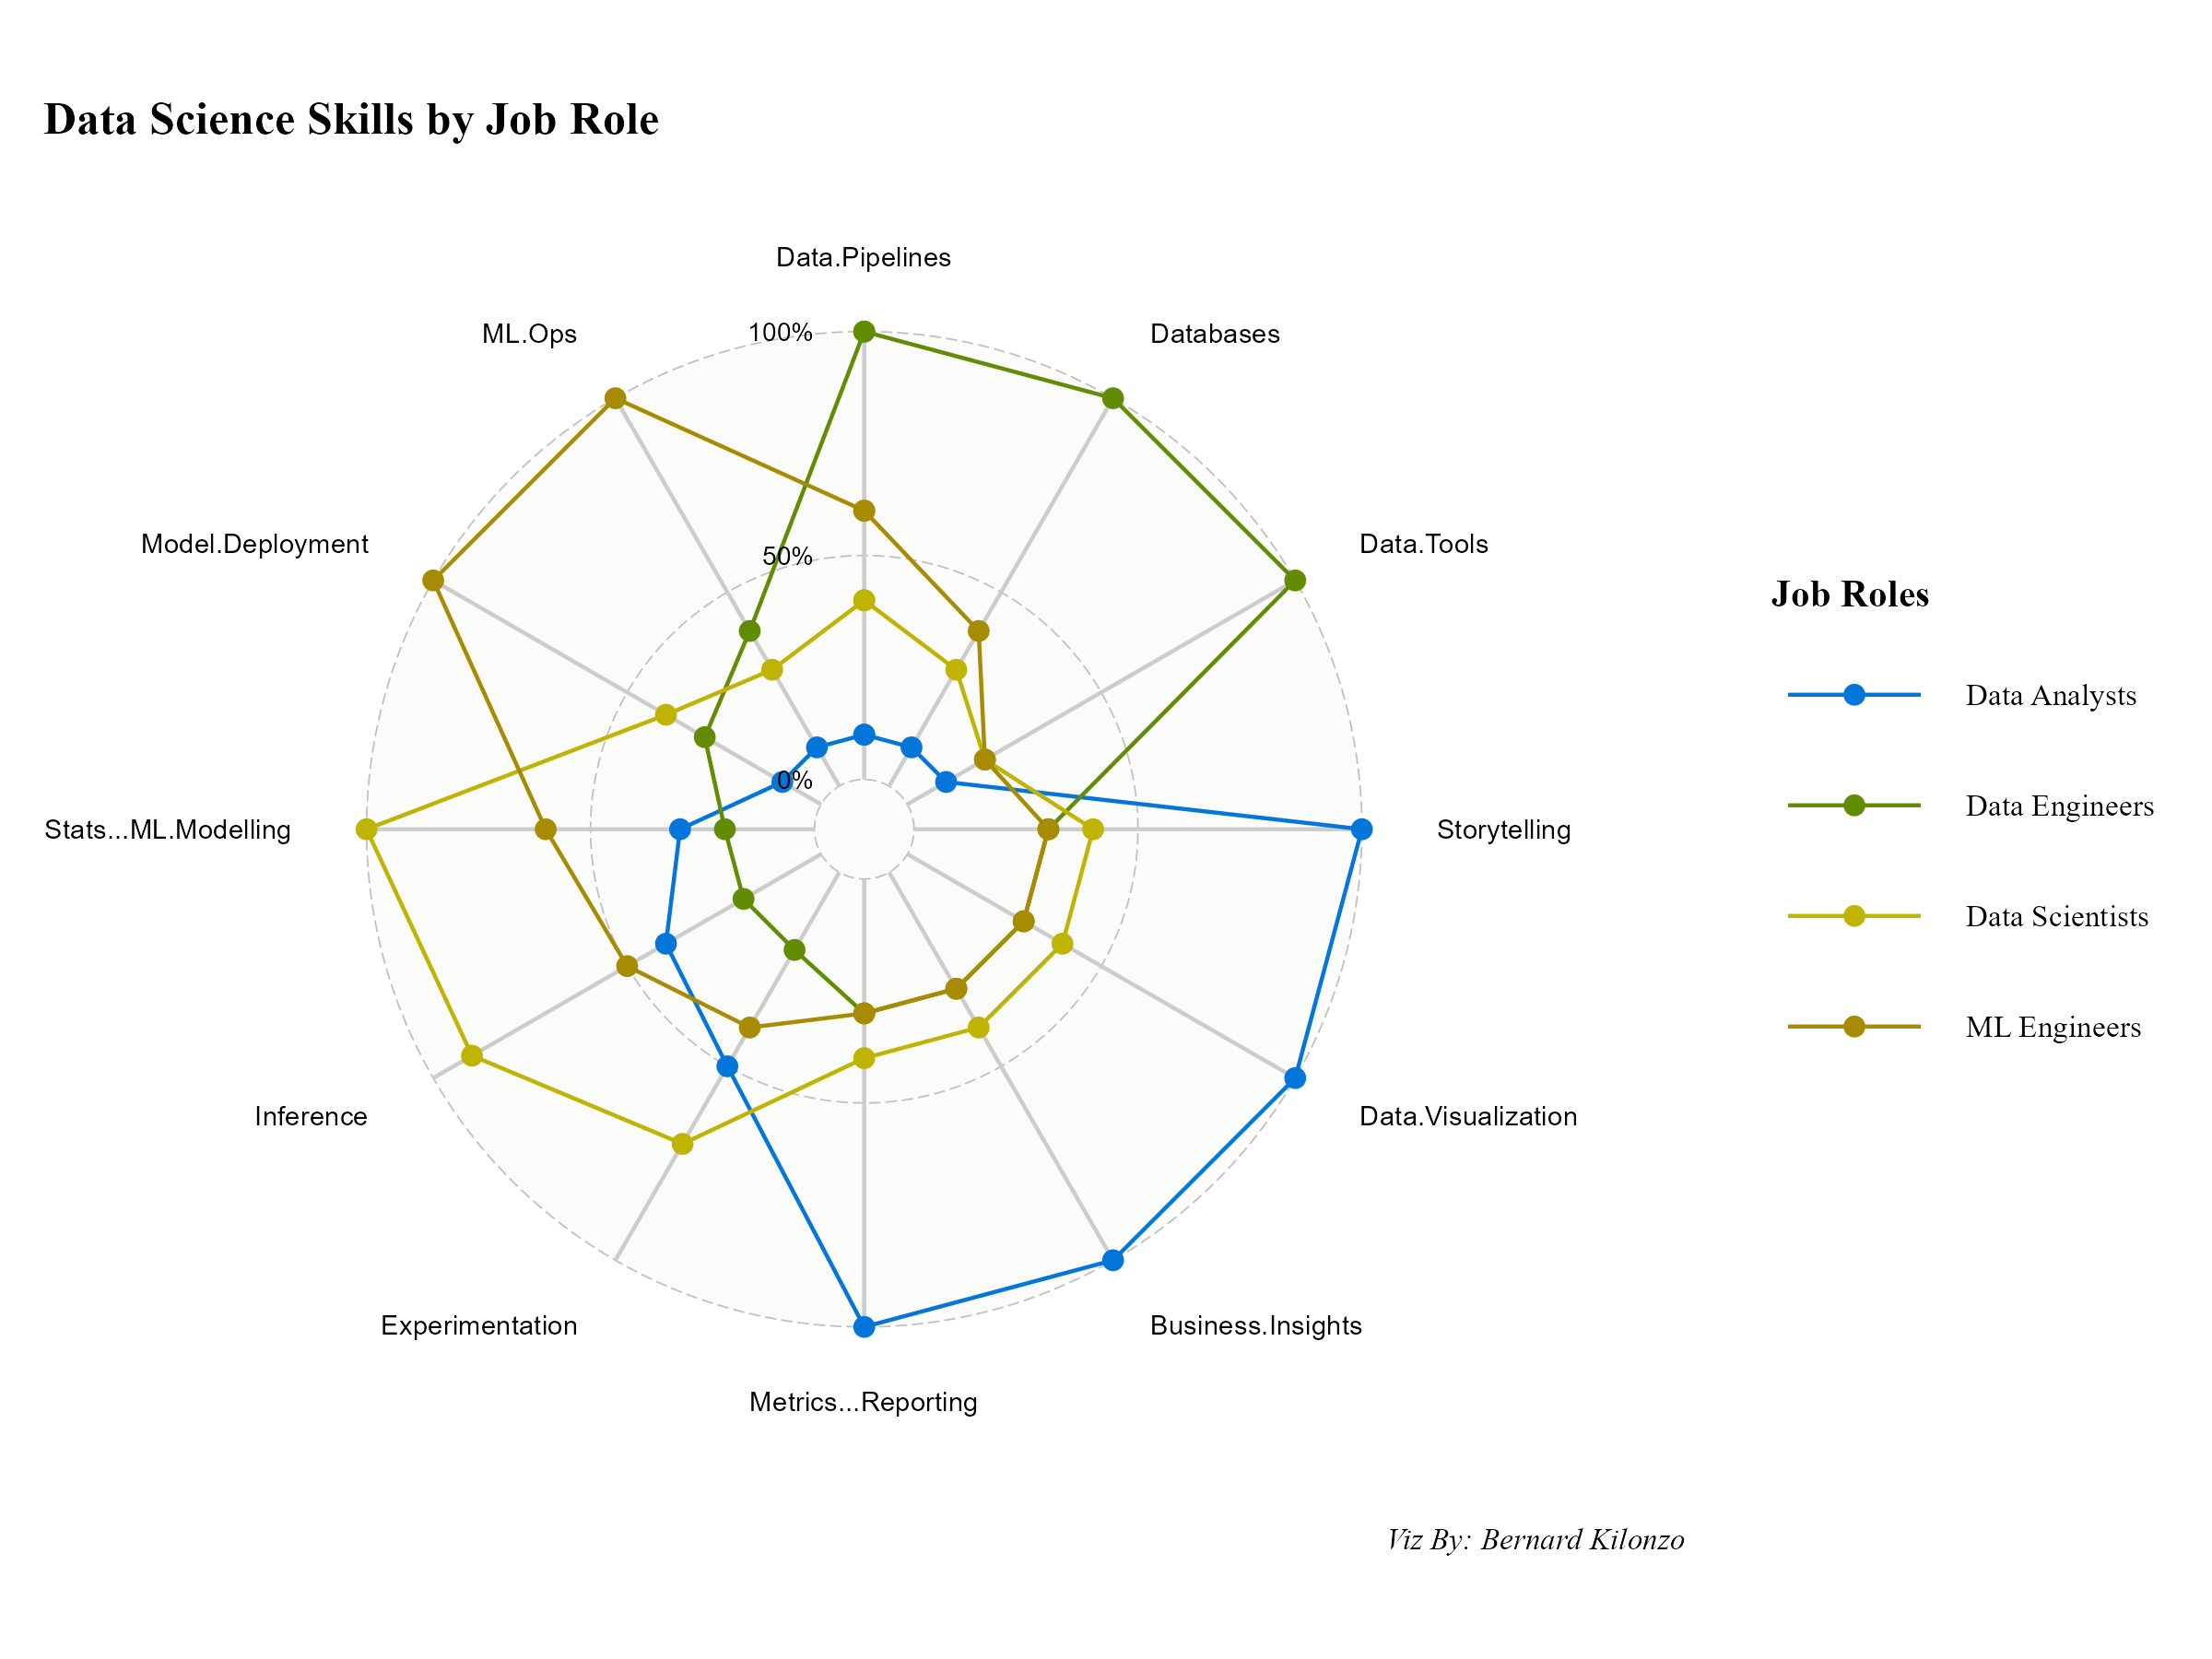 Data Science Skills by Job Role
Data.Pipelines
ML.Ops
100%
Databases
Model.Deployment
50%
Data.Tools
Job Roles
Data Analysts
0%
Data Engineers
Stats...ML.Modelling
Storytelling
Data Scientists
ML Engineers
Inference
Data.Visualization
Experimentation
Business.Insights
Metrics...Reporting
Viz By: Bernard Kilonzo